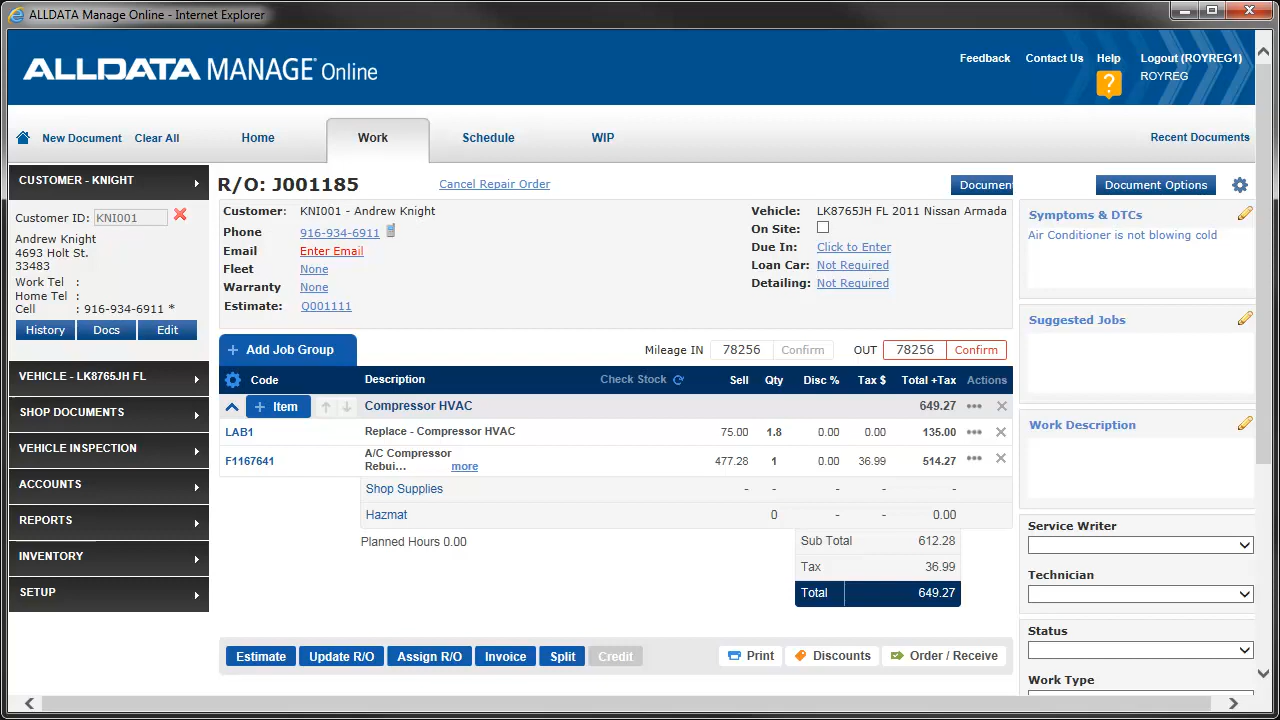 ALLDATA Manage Online - Internet Explorer
ALLDATA MANAGE® Online
Feedback Contact Us Help Logout (ROYREG1)
?
ROYREG
New Document Clear All Home Work Schedule WIP Recent Documents
CUSTOMER - KNIGHT
Customer ID: KNI001
Andrew Knight
4693 Holt St.
33483
Work Tel :
Home Tel :
Cell : 916-934-6911 *
History Docs Edit
VEHICLE - LK8765JH FL
SHOP DOCUMENTS
VEHICLE INSPECTION
ACCOUNTS
REPORTS
INVENTORY
SETUP
R/O: J001185 Cancel Repair Order Document Document Options
Customer: KNI001 - Andrew Knight
Phone 916-934-6911
Email Enter Email
Fleet None
Warranty None
Estimate: Q001111
Vehicle: LK8765JH FL 2011 Nissan Armada
On Site:
Due In: Click to Enter
Loan Car: Not Required
Detailing: Not Required
+ Add Job Group Mileage IN 78256 Confirm OUT 78256 Confirm
Code Description Check Stock Sell Qty Disc % Tax $ Total +Tax Actions
+ Item Compressor HVAC 649.27
LAB1 Replace - Compressor HVAC 75.00 1.8 0.00 0.00 135.00
F1167641 A/C Compressor 477.28 1 0.00 36.99 514.27
Rebui... more
Shop Supplies - - - - -
Hazmat 0 - - 0.00
Planned Hours 0.00
Sub Total 612.28
Tax 36.99
Total 649.27
Estimate Update R/O Assign R/O Invoice Split Credit Print Discounts Order / Receive
Symptoms & DTCs
Air Conditioner is not blowing cold
Suggested Jobs
Work Description
Service Writer
Technician
Status
Work Type